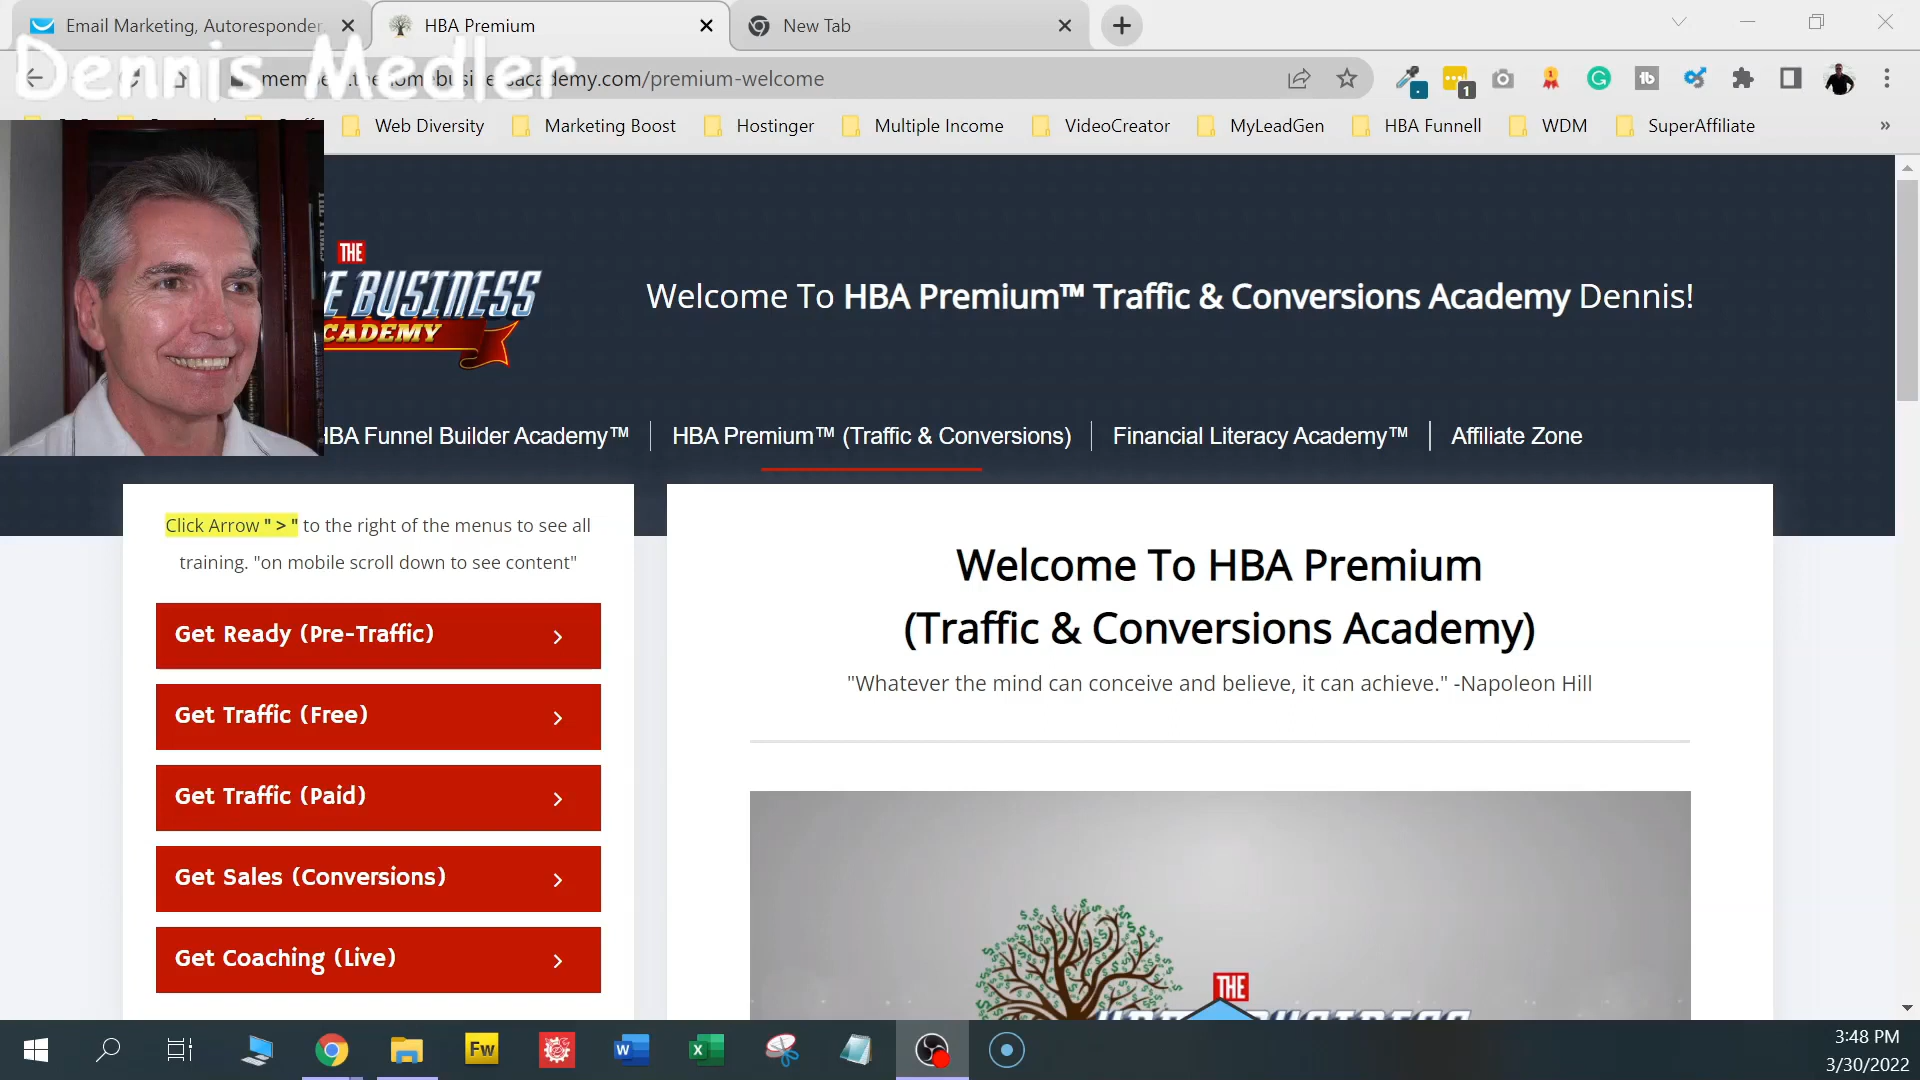 Email Marketing, Autoresponder
HBA Premium
New Tab
Dennis Medler
academy.com/premium-welcome
1
Web Diversity
Marketing Boost
Hostinger
Multiple Income
VideoCreator
MyLeadGen
HBA Funnell
WDM
SuperAffiliate
»
THE
BUSINESS
CADEMY
Welcome To HBA Premium™ Traffic & Conversions Academy Dennis!
HBA Funnel Builder Academy™
HBA Premium™ (Traffic & Conversions)
Financial Literacy Academy™
Affiliate Zone
Click Arrow " > " to the right of the menus to see all
training. "on mobile scroll down to see content"
Get Ready (Pre-Traffic)
Get Traffic (Free)
Get Traffic (Paid)
Get Sales (Conversions)
Get Coaching (Live)
Welcome To HBA Premium
(Traffic & Conversions Academy)
"Whatever the mind can conceive and believe, it can achieve." -Napoleon Hill
THE
Fw
W
X
3:48 PM
3/30/2022